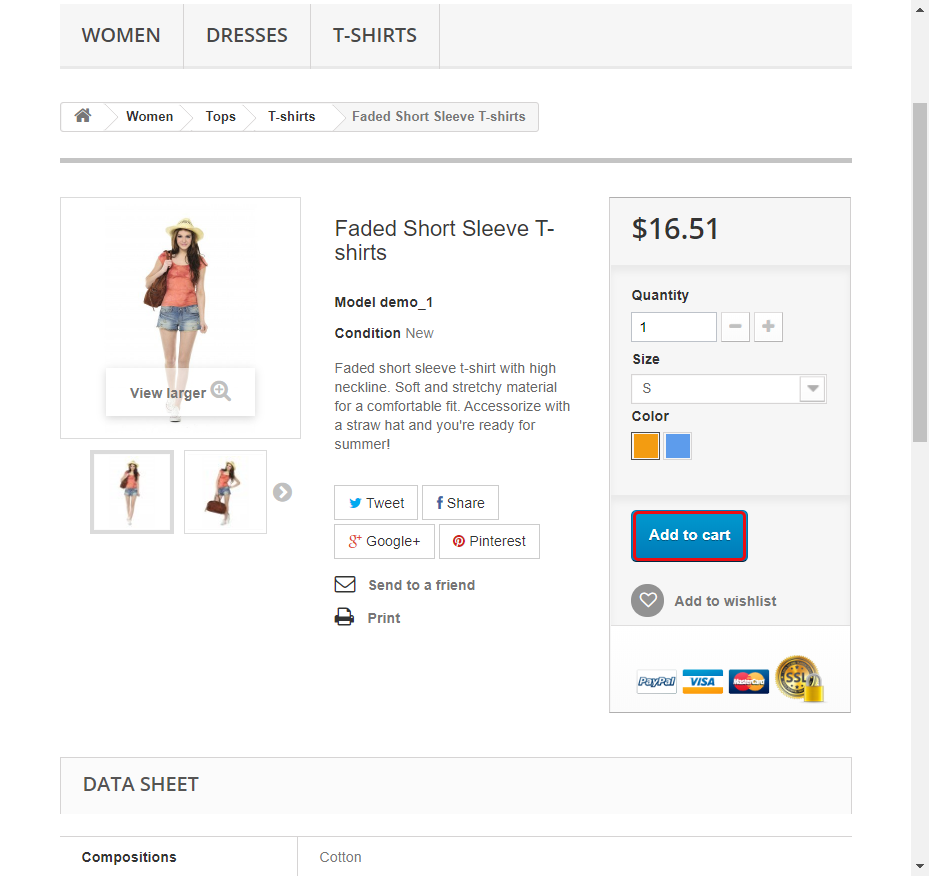 WOMEN
DRESSES
T-SHIRTS
Women
Tops
T-shirts
Faded Short Sleeve T-shirts
View larger
Faded Short Sleeve T-
shirts
Model demo_1
Condition New
Faded short sleeve t-shirt with high
neckline. Soft and stretchy material
for a comfortable fit. Accessorize with
a straw hat and you're ready for
summer!
Tweet
Share
Google+
Pinterest
Send to a friend
Print
$16.51
Quantity
1
Size
S
Color
Add to cart
Add to wishlist
PayPal
VISA
MasterCard
SSL
DATA SHEET
Compositions
Cotton